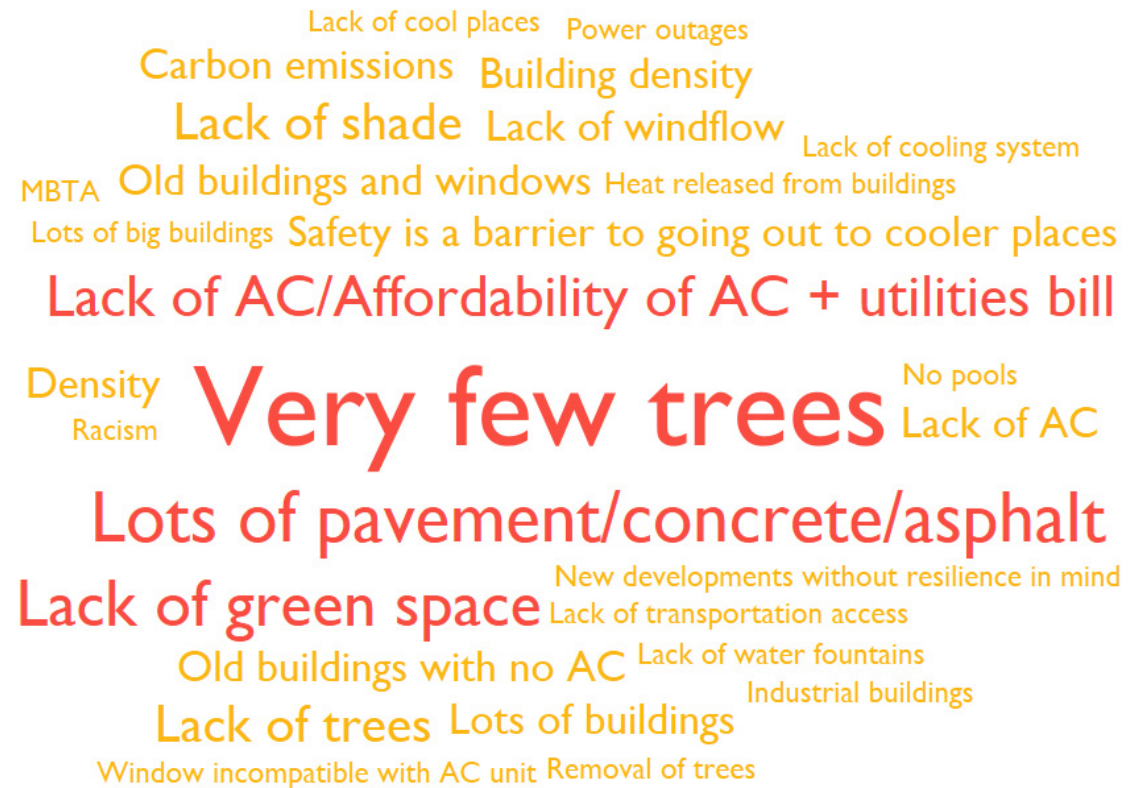 Lack of cool places
Power outages
Carbon emissions
Building density
Lack of shade
Lack of windflow
Lack of cooling system
MBTA
Old buildings and windows
Heat released from buildings
Lots of big buildings
Safety is a barrier to going out to cooler places
Lack of AC/Affordability of AC + utilities bill
Density
Racism
Very few trees
No pools
Lack of AC
Lots of pavement/concrete/asphalt
Lack of green space
New developments without resilience in mind
Lack of transportation access
Old buildings with no AC
Lack of water fountains
Industrial buildings
Lack of trees
Lots of buildings
Window incompatible with AC unit
Removal of trees